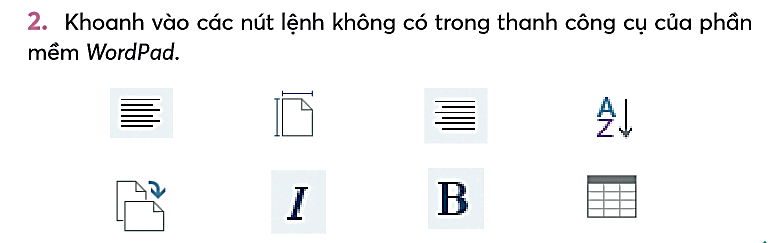 2. Khoanh vào các nút lệnh không có trong thanh công cụ của phần
mềm WordPad.
A
Z
I
B